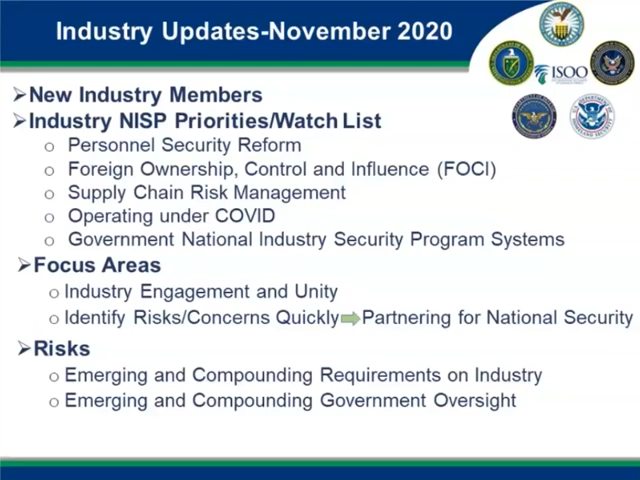 Industry Updates-November 2020
ISOO
➢New Industry Members
➢Industry NISP Priorities/Watch List
o Personnel Security Reform
o Foreign Ownership, Control and Influence (FOCI)
o Supply Chain Risk Management
o Operating under COVID
o Government National Industry Security Program Systems
➢Focus Areas
o Industry Engagement and Unity
o Identify Risks/Concerns Quickly Partnering for National Security
➢Risks
o Emerging and Compounding Requirements on Industry
o Emerging and Compounding Government Oversight